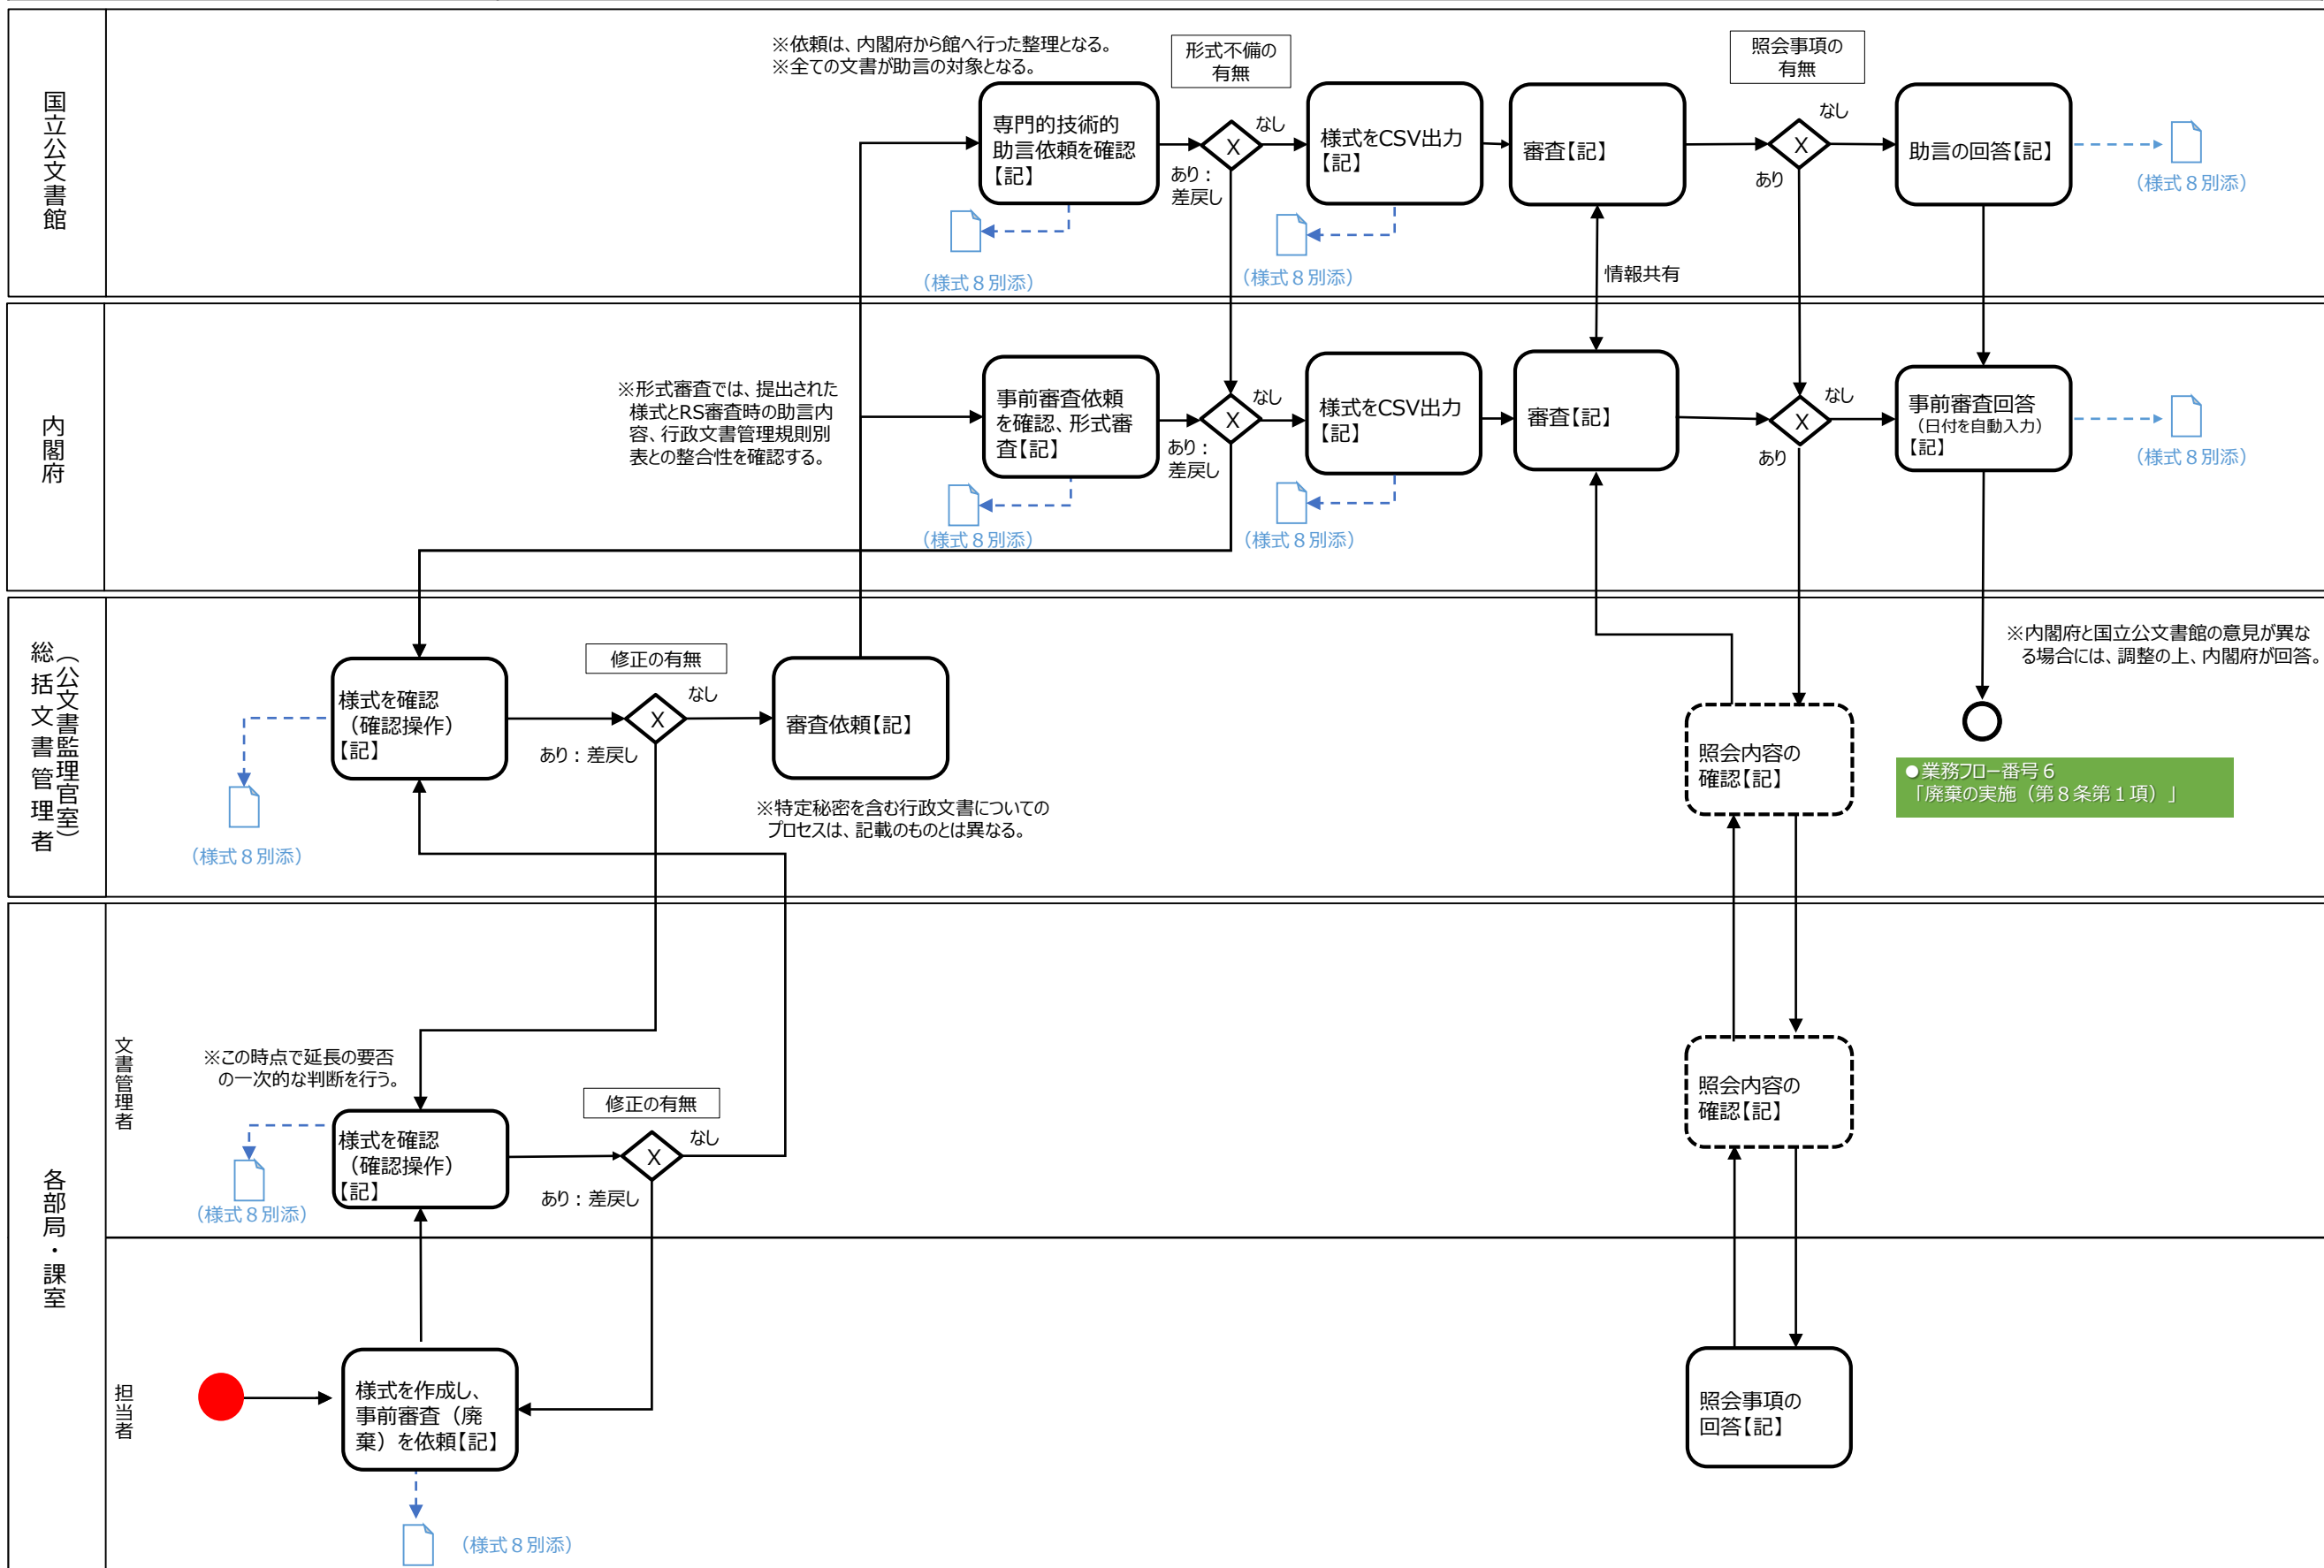 国立公文書館
※依頼は、内閣府から館へ行った整理となる。
※全ての文書が助言の対象となる。
専門的技術的
助言依頼を確認
【記】
（様式８別添）
形式不備の
有無
X
なし
あり：
差戻し
様式をCSV出力
【記】
（様式８別添）
審査【記】
情報共有
照会事項の
有無
X
なし
あり
助言の回答【記】
（様式８別添）
内閣府
※形式審査では、提出された
様式とRS審査時の助言内
容、行政文書管理規則別
表との整合性を確認する。
事前審査依頼
を確認、形式審
査【記】
（様式８別添）
X
なし
あり：
差戻し
様式をCSV出力
【記】
（様式８別添）
審査【記】
X
なし
あり
事前審査回答
（日付を自動入力）
【記】
（様式８別添）
総括文書管理者
（公文書監理官室）
様式を確認
（確認操作）
【記】
（様式８別添）
修正の有無
X
なし
あり：差戻し
審査依頼【記】
※特定秘密を含む行政文書についての
プロセスは、記載のものとは異なる。
照会内容の
確認【記】
※内閣府と国立公文書館の意見が異な
る場合には、調整の上、内閣府が回答。
●業務フロー番号６
「廃棄の実施（第８条第１項）」
各部局・課室
文書管理者
※この時点で延長の要否
の一次的な判断を行う。
様式を確認
（確認操作）
【記】
（様式８別添）
修正の有無
X
なし
あり：差戻し
照会内容の
確認【記】
担当者
様式を作成し、
事前審査（廃
棄）を依頼【記】
（様式８別添）
照会事項の
回答【記】